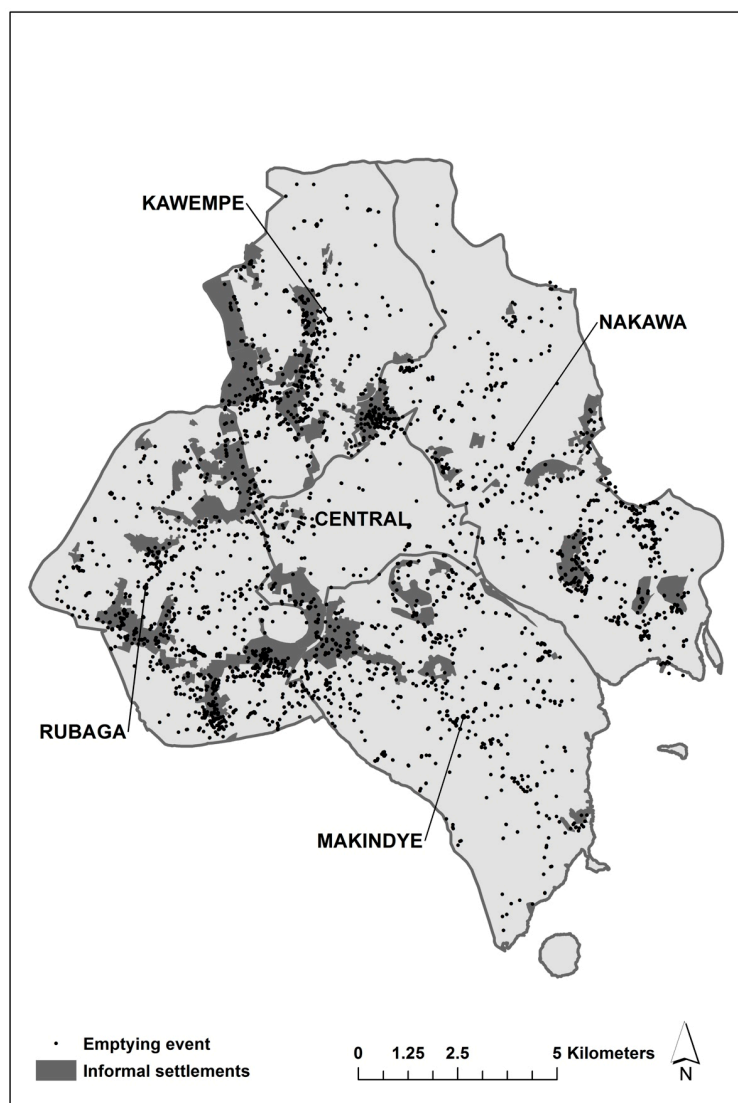 KAWEMPE
NAKAWA
CENTRAL
RUBAGA
MAKINDYE
Emptying event
Informal settlements
0 1.25 2.5 5 Kilometers
N